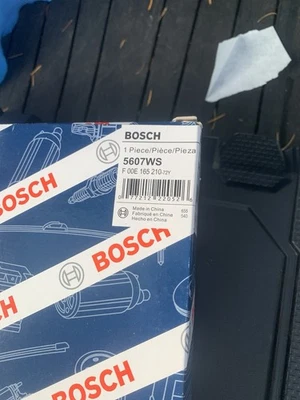 BOSCH
1 Piece/Pièce/Pieza
5607WS
F 00E 165 210-72Y
Made in China
Fabriqué en Chine
Hecho en China
BOSCH
BOSCH
BOSCH